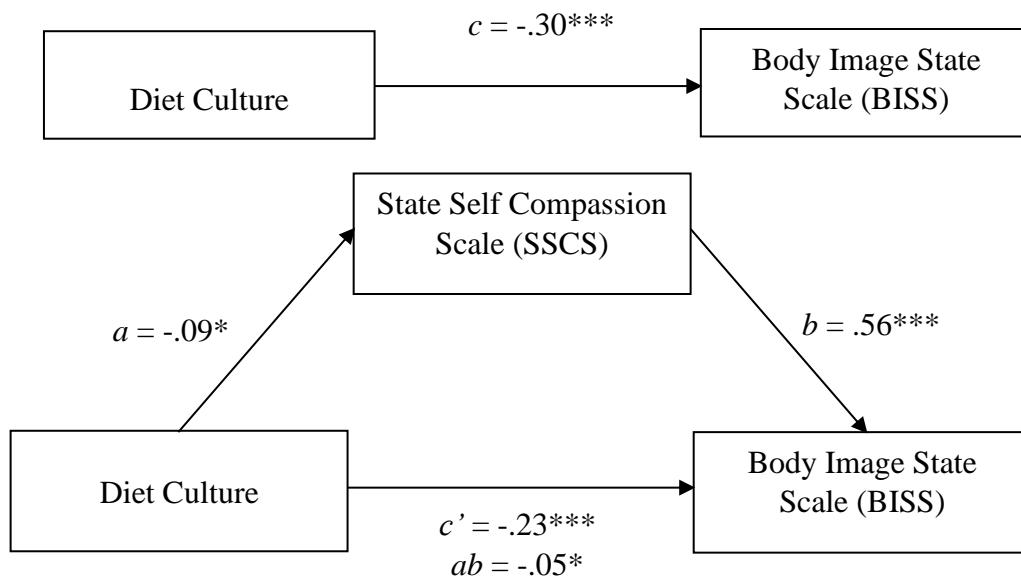 c = -.30***
Diet Culture
Body Image State
Scale (BISS)
State Self Compassion
Scale (SSCS)
a = -.09*
b = .56***
Diet Culture
Body Image State
Scale (BISS)
c’ = -.23***
ab = -.05*